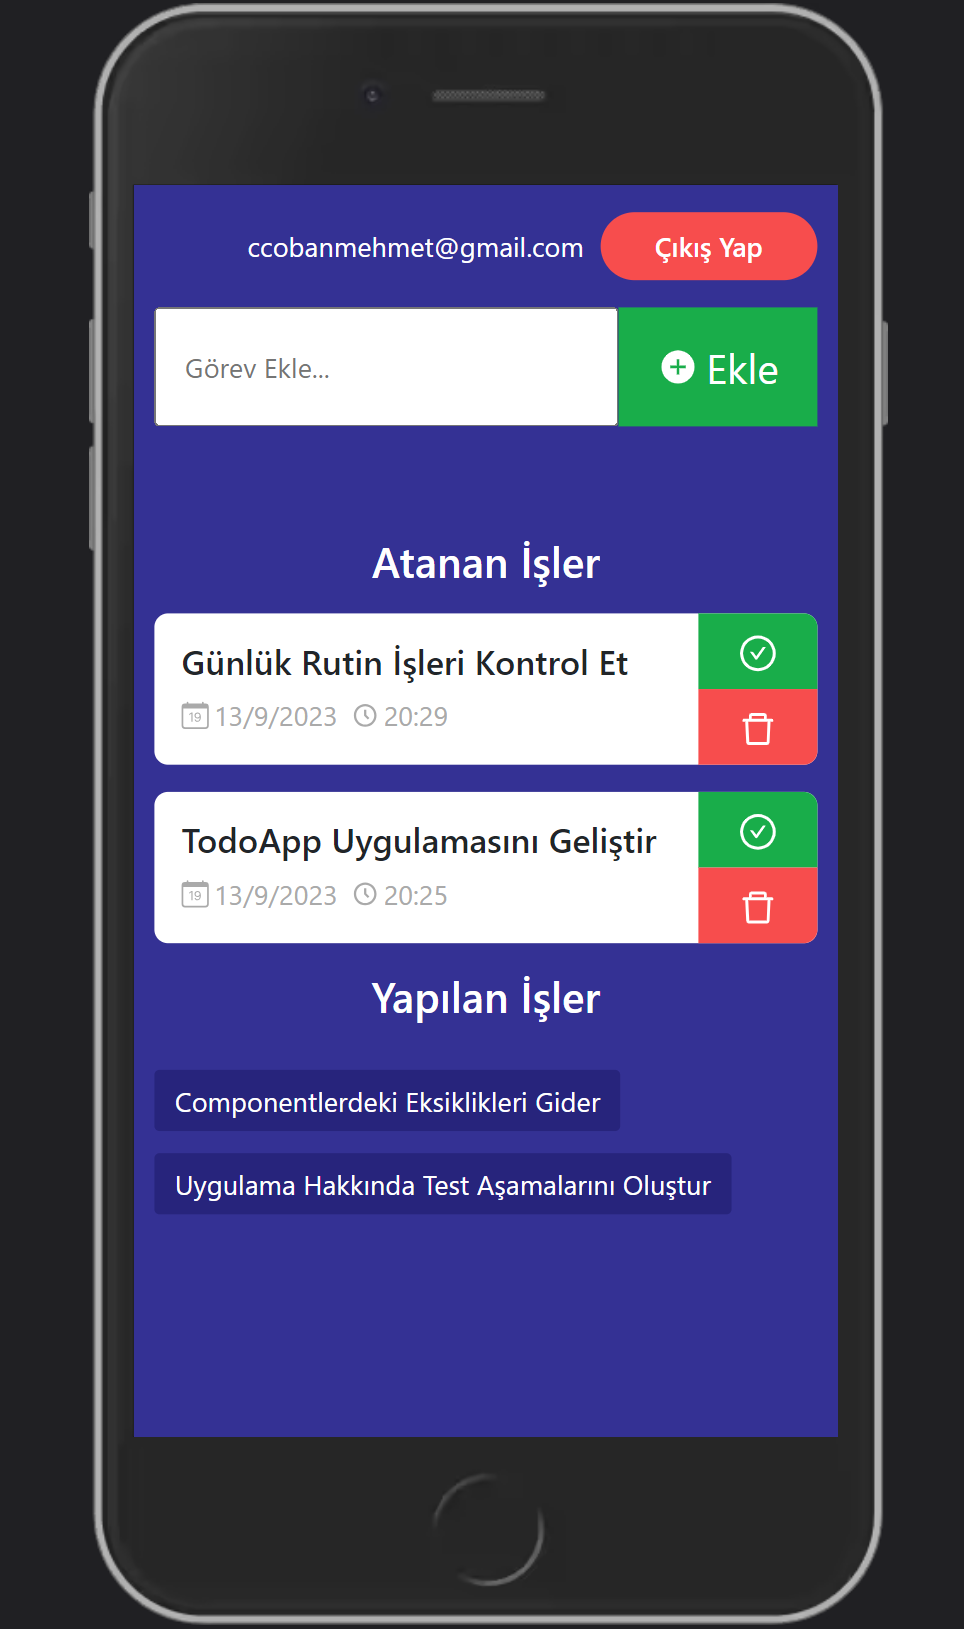 ccobanmehmet@gmail.com Çıkış Yap
Görev Ekle... Ekle
Atanan İşler
Günlük Rutin İşleri Kontrol Et
19 13/9/2023 20:29
TodoApp Uygulamasını Geliştir
19 13/9/2023 20:25
Yapılan İşler
Componentlerdeki Eksiklikleri Gider
Uygulama Hakkında Test Aşamalarını Oluştur